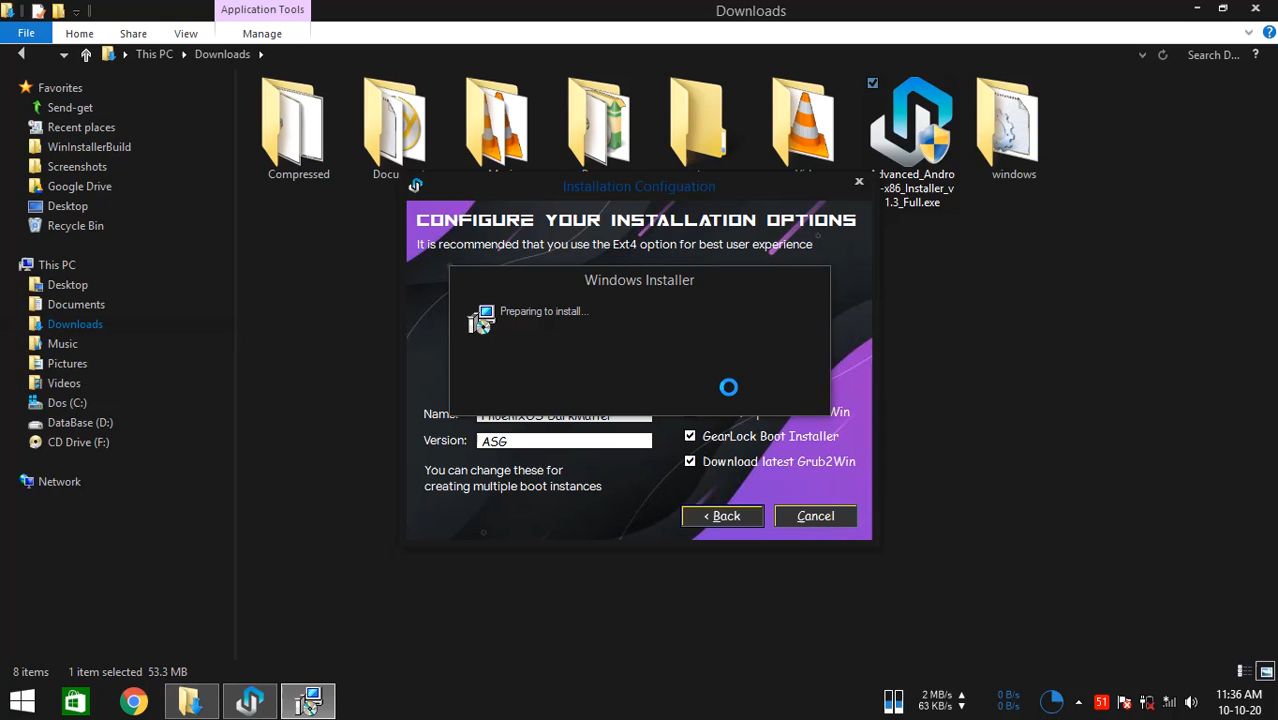 Application Tools
Downloads
File
Home
Share
View
Manage
This PC
Downloads
Search D...
Favorites
Send-get
Recent places
WinInstallerBuild
Screenshots
Google Drive
Desktop
Recycle Bin
This PC
Desktop
Documents
Downloads
Music
Pictures
Videos
Dos (C:)
DataBase (D:)
CD Drive (F:)
Network
Compressed
Docu
windows
Advanced_Andro
-x86_Installer_v
1.3_Full.exe
Installation Configuation
CONFIGURE YOUR INSTALLATION OPTIONS
It is recommended that you use the Ext4 option for best user experience
Windows Installer
Preparing to install...
Name:
PhoenixOS DarkMatter
Win
Version:
ASG
GearLock Boot Installer
Download latest Grub2Win
You can change these for
creating multiple boot instances
< Back
Cancel
8 items
1 item selected 53.3 MB
2 MB/s
63 KB/s
0 B/s
0 B/s
51
11:36 AM
10-10-20